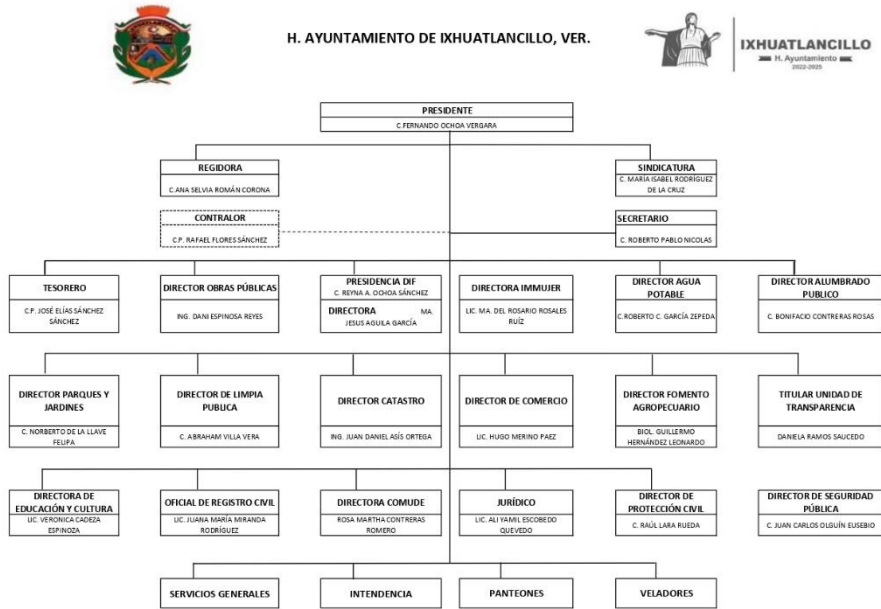 H. AYUNTAMIENTO DE IXHUATLANCILLO, VER.
IXHUATLANCILLO
H. Ayuntamiento
2022-2025
PRESIDENTE
C.FERNANDO OCHOA VERGARA
REGIDORA
C.ANA SELVIA ROMÁN CORONA
SINDICATURA
C. MARÍA ISABEL RODRÍGUEZ
DE LA CRUZ
CONTRALOR
C.P. RAFAEL FLORES SÁNCHEZ
SECRETARIO
C. ROBERTO PABLO NICOLAS
TESORERO
C.P. JOSÉ ELÍAS SÁNCHEZ
SÁNCHEZ
DIRECTOR OBRAS PÚBLICAS
ING. DANI ESPINOSA REYES
PRESIDENCIA DIF
C. REYNA A. OCHOA SÁNCHEZ
DIRECTORA MA.
JESUS AGUILA GARCÍA
DIRECTORA IMMUJER
LIC. MA. DEL ROSARIO ROSALES
RUÍZ
DIRECTOR AGUA
POTABLE
C.ROBERTO C. GARCÍA ZEPEDA
DIRECTOR ALUMBRADO
PUBLICO
C. BONIFACIO CONTRERAS ROSAS
DIRECTOR PARQUES Y
JARDINES
C. NORBERTO DE LA LLAVE
FELIPA
DIRECTOR DE LIMPIA
PUBLICA
C. ABRAHAM VILLA VERA
DIRECTOR CATASTRO
ING. JUAN DANIEL ASÍS ORTEGA
DIRECTOR DE COMERCIO
LIC. HUGO MERINO PAEZ
DIRECTOR FOMENTO
AGROPECUARIO
BIOL. GUILLERMO
HERNÁNDEZ LEONARDO
TITULAR UNIDAD DE
TRANSPARENCIA
DANIELA RAMOS SAUCEDO
DIRECTORA DE
EDUCACIÓN Y CULTURA
LIC. VERONICA CADEZA
ESPINOZA
OFICIAL DE REGISTRO CIVIL
LIC. JUANA MARÍA MIRANDA
RODRÍGUEZ
DIRECTORA COMUDE
ROSA MARTHA CONTRERAS
ROMERO
JURÍDICO
LIC. ALI YAMIL ESCOBEDO
QUEVEDO
DIRECTOR DE
PROTECCIÓN CIVIL
C. RAÚL LARA RUEDA
DIRECTOR DE SEGURIDAD
PÚBLICA
C. JUAN CARLOS OLGUÍN EUSEBIO
SERVICIOS GENERALES
INTENDENCIA
PANTEONES
VELADORES